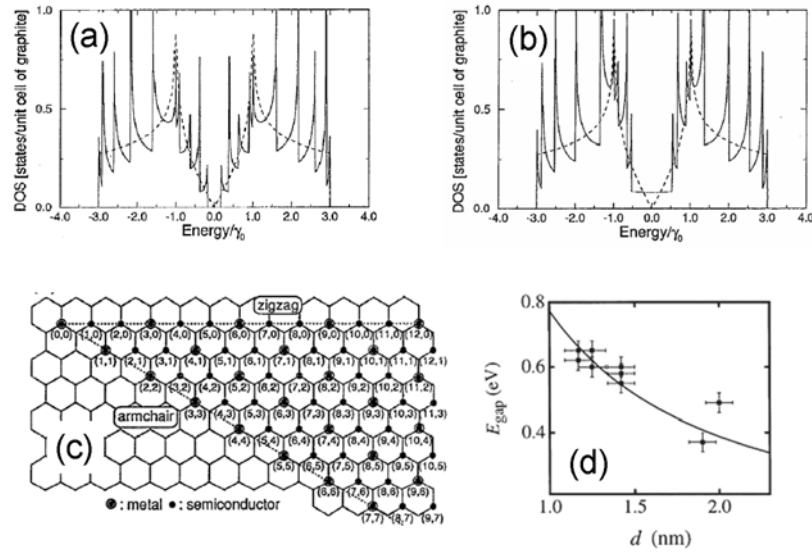 (a)
1.0
0.5
0.0
DOS [states/unit cell of graphite]
-4.0 -3.0 -2.0 -1.0 0.0 1.0 2.0 3.0 4.0
Energy/γ₀
(b)
1.0
0.5
0.0
DOS [states/unit cell of graphite]
-4.0 -3.0 -2.0 -1.0 0.0 1.0 2.0 3.0 4.0
Energy/γ₀
zigzag
(0,0) (1,0) (2,0) (3,0) (4,0) (5,0) (6,0) (7,0) (8,0) (9,0) (10,0) (11,0) (12,0)
(1,1) (2,1) (3,1) (4,1) (5,1) (6,1) (7,1) (8,1) (9,1) (10,1) (11,1) (12,1)
(2,2) (3,2) (4,2) (5,2) (6,2) (7,2) (8,2) (9,2) (10,2) (11,2)
armchair
(3,3) (4,3) (5,3) (6,3) (7,3) (8,3) (9,3) (10,3) (11,3)
(c)
(4,4) (5,4) (6,4) (7,4) (8,4) (9,4) (10,4)
(5,5) (6,5) (7,5) (8,5) (9,5) (10,5)
(6,6) (7,6) (8,6) (9,6)
: metal : semiconductor
(7,7) (8,7) (9,7)
0.8
0.6
0.4
E gap (eV)
(d)
1.0 1.5 2.0
d (nm)